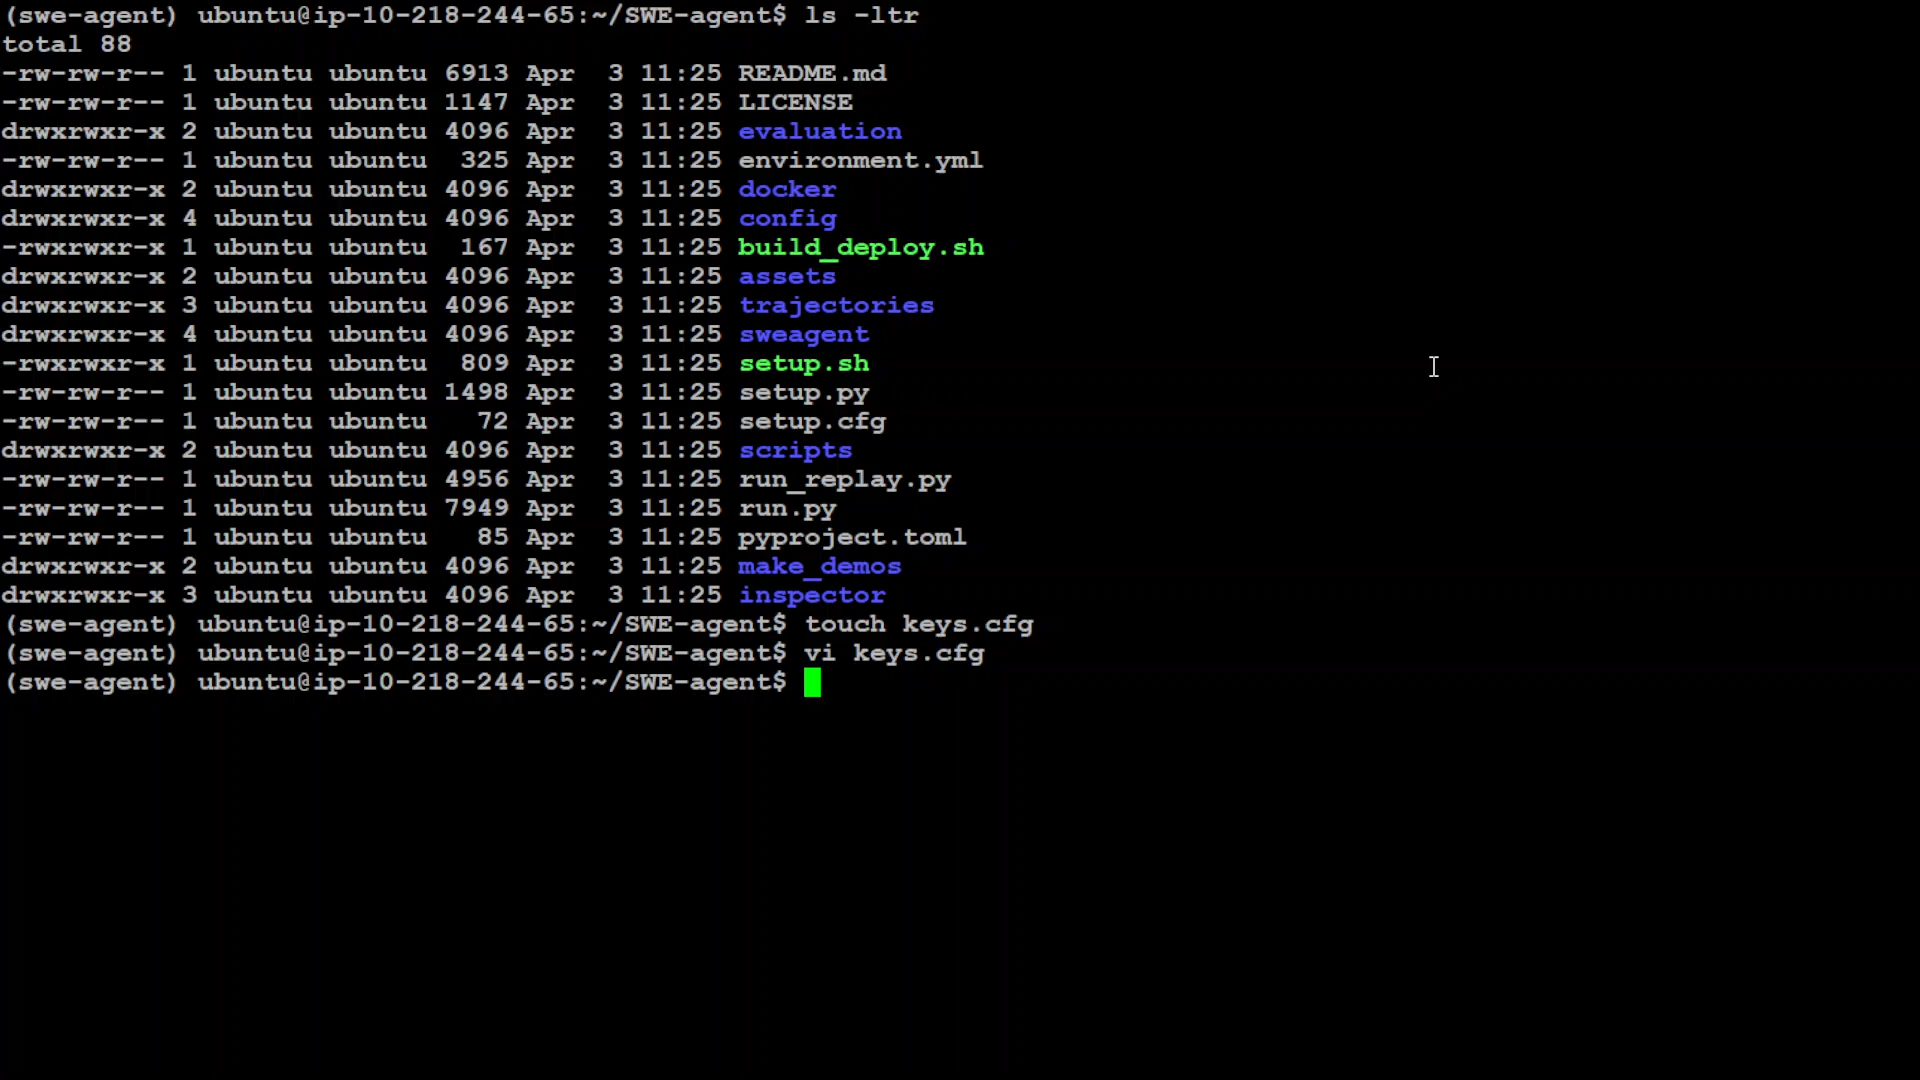 (swe-agent) ubuntu@ip-10-218-244-65:~/SWE-agent$ ls -ltr
total 88
-rw-rw-r-- 1 ubuntu ubuntu 6913 Apr  3 11:25 README.md
-rw-rw-r-- 1 ubuntu ubuntu 1147 Apr  3 11:25 LICENSE
drwxrwxr-x 2 ubuntu ubuntu 4096 Apr  3 11:25 evaluation
-rw-rw-r-- 1 ubuntu ubuntu  325 Apr  3 11:25 environment.yml
drwxrwxr-x 2 ubuntu ubuntu 4096 Apr  3 11:25 docker
drwxrwxr-x 4 ubuntu ubuntu 4096 Apr  3 11:25 config
-rwxrwxr-x 1 ubuntu ubuntu  167 Apr  3 11:25 build_deploy.sh
drwxrwxr-x 2 ubuntu ubuntu 4096 Apr  3 11:25 assets
drwxrwxr-x 3 ubuntu ubuntu 4096 Apr  3 11:25 trajectories
drwxrwxr-x 4 ubuntu ubuntu 4096 Apr  3 11:25 sweagent
-rwxrwxr-x 1 ubuntu ubuntu  809 Apr  3 11:25 setup.sh
-rw-rw-r-- 1 ubuntu ubuntu 1498 Apr  3 11:25 setup.py
-rw-rw-r-- 1 ubuntu ubuntu   72 Apr  3 11:25 setup.cfg
drwxrwxr-x 2 ubuntu ubuntu 4096 Apr  3 11:25 scripts
-rw-rw-r-- 1 ubuntu ubuntu 4956 Apr  3 11:25 run_replay.py
-rw-rw-r-- 1 ubuntu ubuntu 7949 Apr  3 11:25 run.py
-rw-rw-r-- 1 ubuntu ubuntu   85 Apr  3 11:25 pyproject.toml
drwxrwxr-x 2 ubuntu ubuntu 4096 Apr  3 11:25 make_demos
drwxrwxr-x 3 ubuntu ubuntu 4096 Apr  3 11:25 inspector
(swe-agent) ubuntu@ip-10-218-244-65:~/SWE-agent$ touch keys.cfg
(swe-agent) ubuntu@ip-10-218-244-65:~/SWE-agent$ vi keys.cfg
(swe-agent) ubuntu@ip-10-218-244-65:~/SWE-agent$